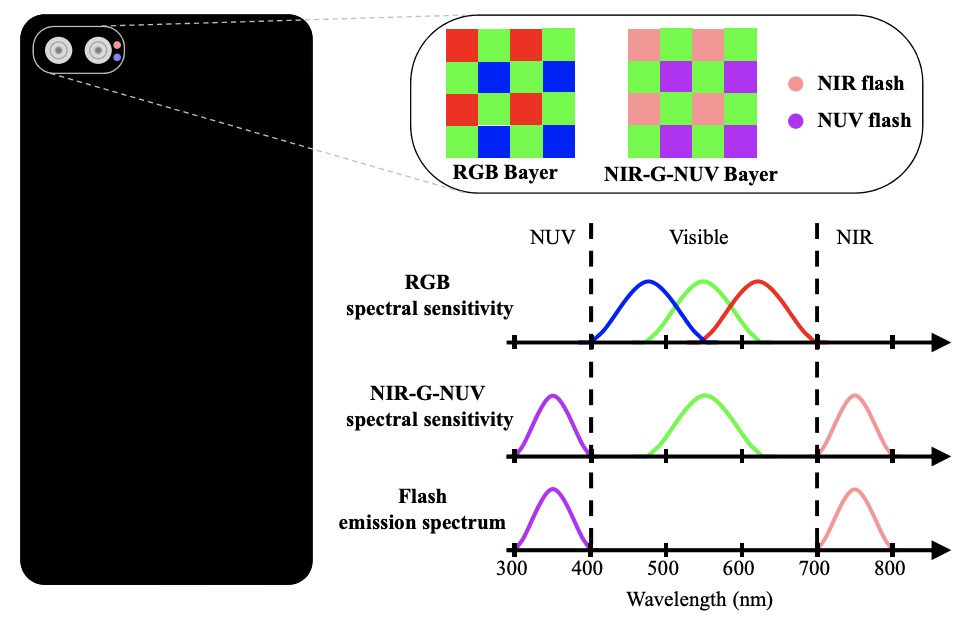 NIR flash
NUV flash
RGB Bayer
NIR-G-NUV Bayer
NUV
Visible
NIR
RGB
spectral sensitivity
NIR-G-NUV
spectral sensitivity
Flash
emission spectrum
300
400
500
600
700
800
Wavelength (nm)